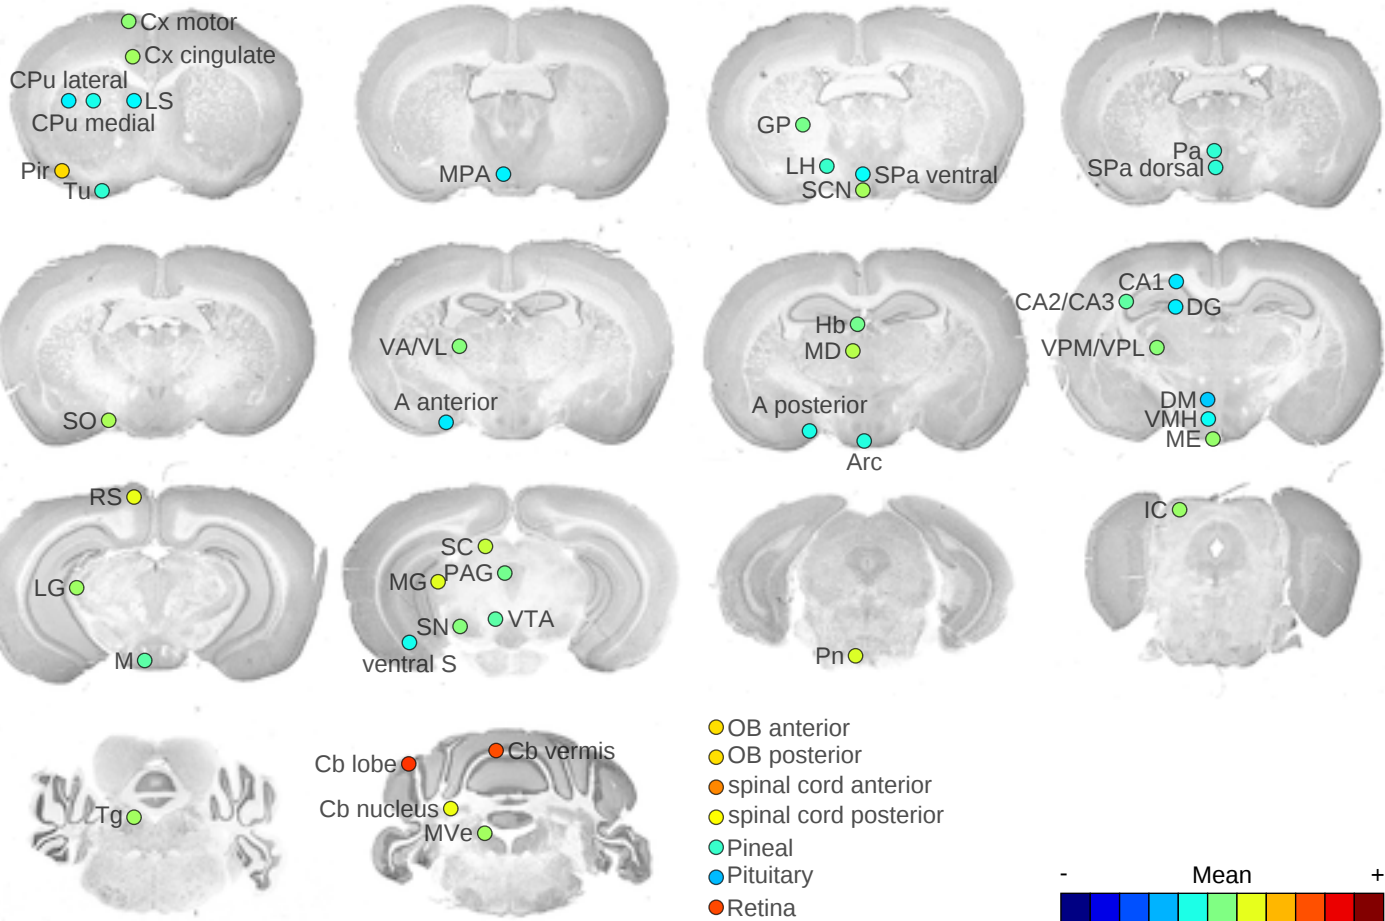 Cx motor
Cx cingulate
CPu lateral
LS
CPu medial
Pir
Tu
MPA
GP
LH
SPa ventral
SCN
Pa
SPa dorsal
SO
VA/VL
A anterior
Hb
MD
A posterior
Arc
CA1
CA2/CA3
DG
VPM/VPL
DM
VMH
ME
RS
LG
M
SC
PAG
MG
VTA
SN
ventral S
Pn
IC
Tg
Cb lobe
Cb vermis
Cb nucleus
MVe
OB anterior
OB posterior
spinal cord anterior
spinal cord posterior
Pineal
Pituitary
Retina
- Mean +